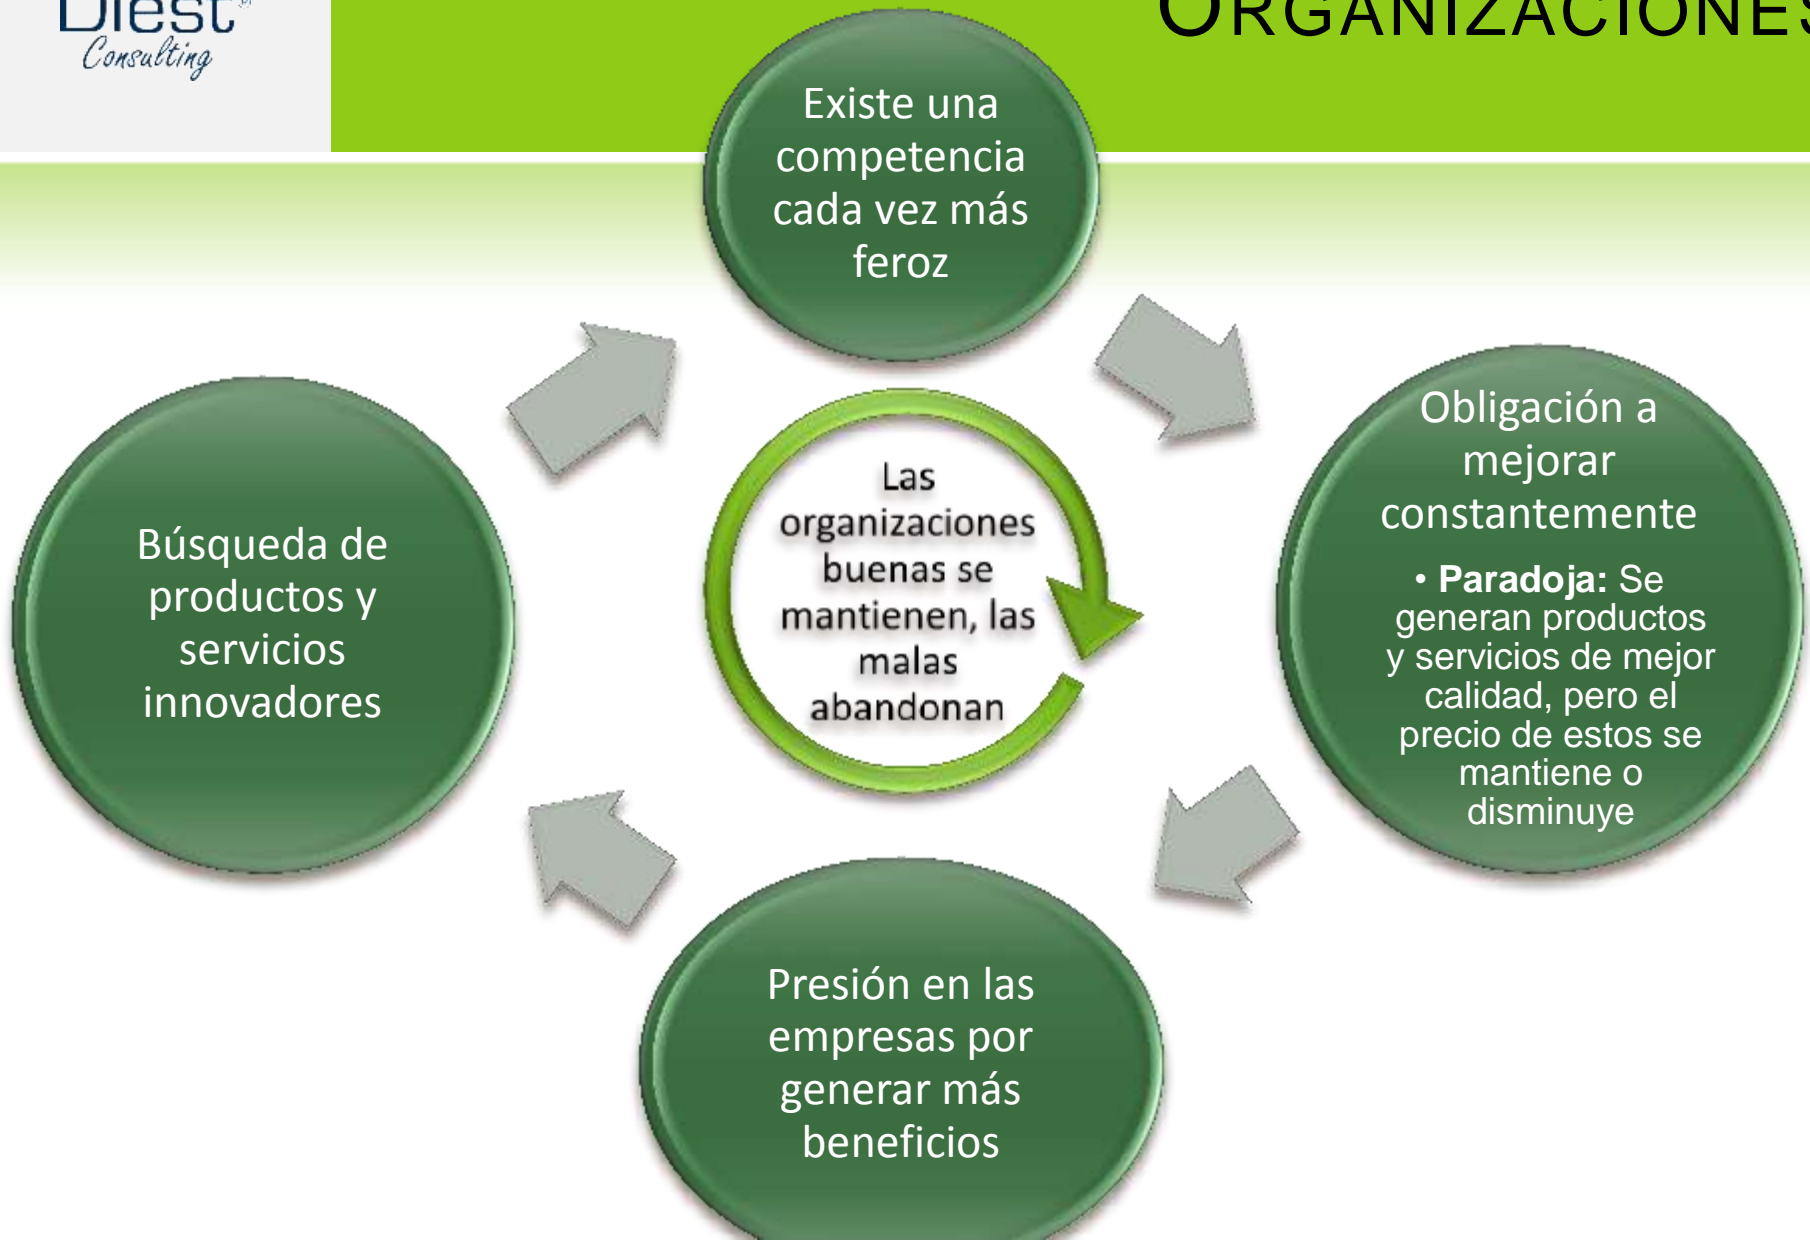 Diest
Consulting
ORGANIZACIONES
Existe una
competencia
cada vez más
feroz
Obligación a
mejorar
constantemente
• Paradoja: Se
generan productos
y servicios de mejor
calidad, pero el
precio de estos se
mantiene o
disminuye
Presión en las
empresas por
generar más
beneficios
Búsqueda de
productos y
servicios
innovadores
Las
organizaciones
buenas se
mantienen, las
malas
abandonan